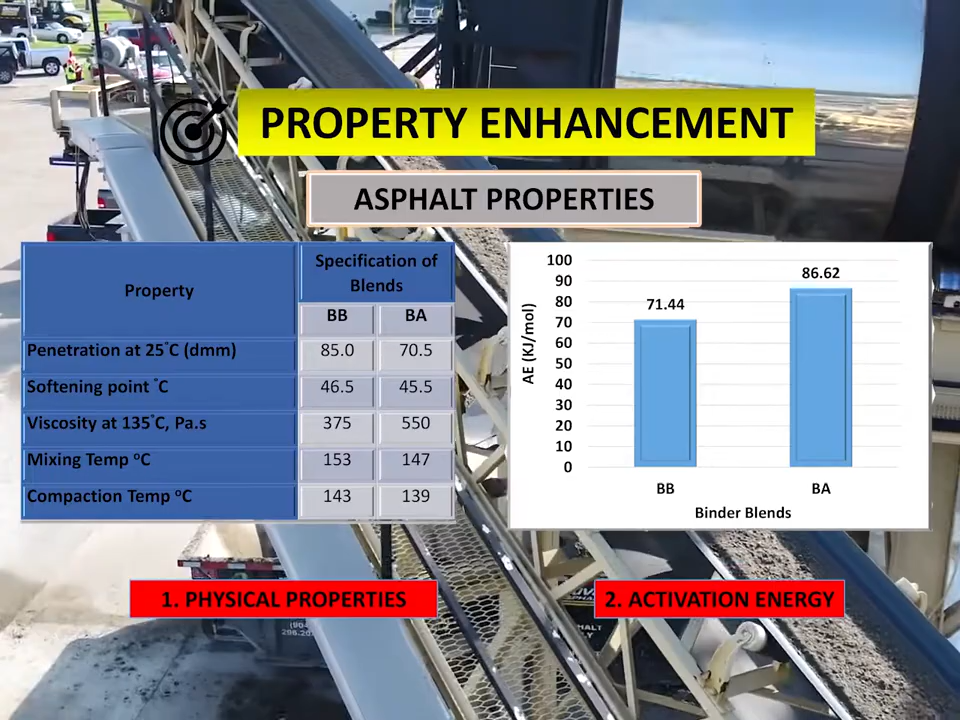 PROPERTY ENHANCEMENT
ASPHALT PROPERTIES
Property
Specification of
Blends
BB BA
Penetration at 25°C (dmm) 85.0 70.5
Softening point °C 46.5 45.5
Viscosity at 135°C, Pa.s 375 550
Mixing Temp ºC 153 147
Compaction Temp ºC 143 139
AE (KJ/mol)
100
90
80
70
60
50
40
30
20
10
0
71.44
86.62
BB BA
Binder Blends
1. PHYSICAL PROPERTIES
2. ACTIVATION ENERGY